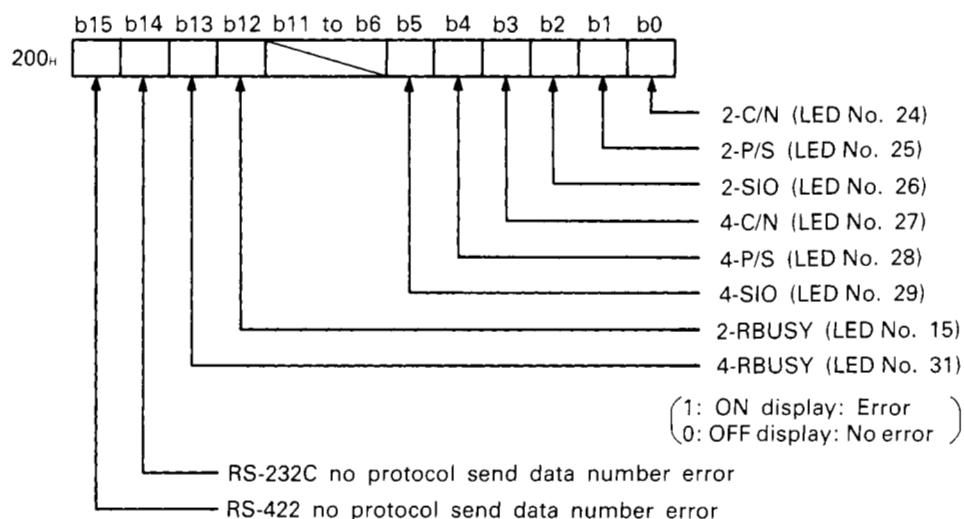 b15 b14 b13 b12 b11 to b6 b5 b4 b3 b2 b1 b0
200H
2-C/N (LED No. 24)
2-P/S (LED No. 25)
2-SIO (LED No. 26)
4-C/N (LED No. 27)
4-P/S (LED No. 28)
4-SIO (LED No. 29)
2-RBUSY (LED No. 15)
4-RBUSY (LED No. 31)
(1: ON display: Error
0: OFF display: No error)
RS-232C no protocol send data number error
RS-422 no protocol send data number error